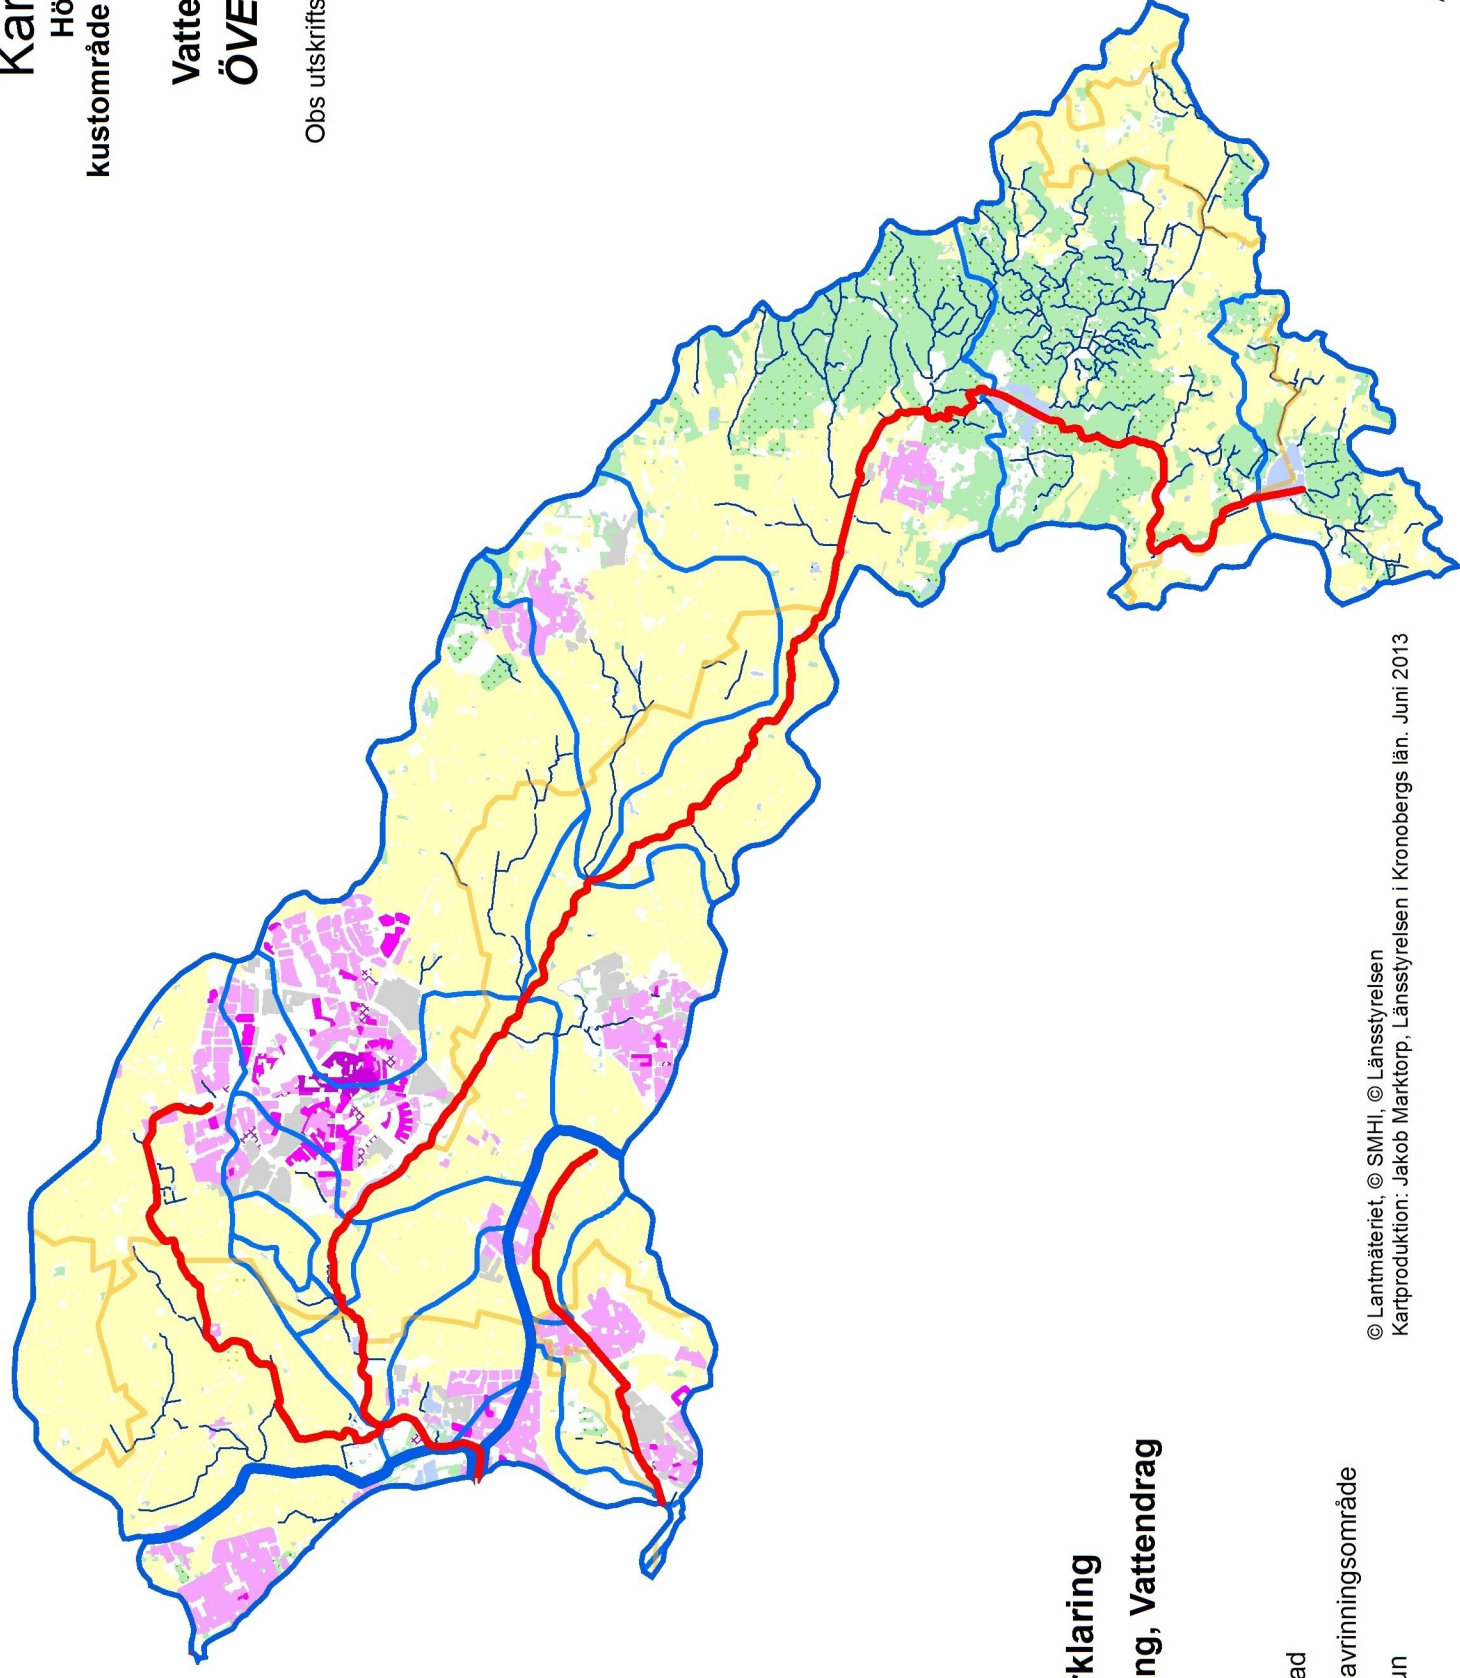 Kar
Hö
kustområde
Vatte
ÖVE
Obs utskrifts
rklaring
ng, Vattendrag
ad
avrinningsområde
un
© Lantmäteriet, © SMHI, © Länsstyrelsen
Kartproduktion: Jakob Marktorp, Länsstyrelsen i Kronobergs län. Juni 2013